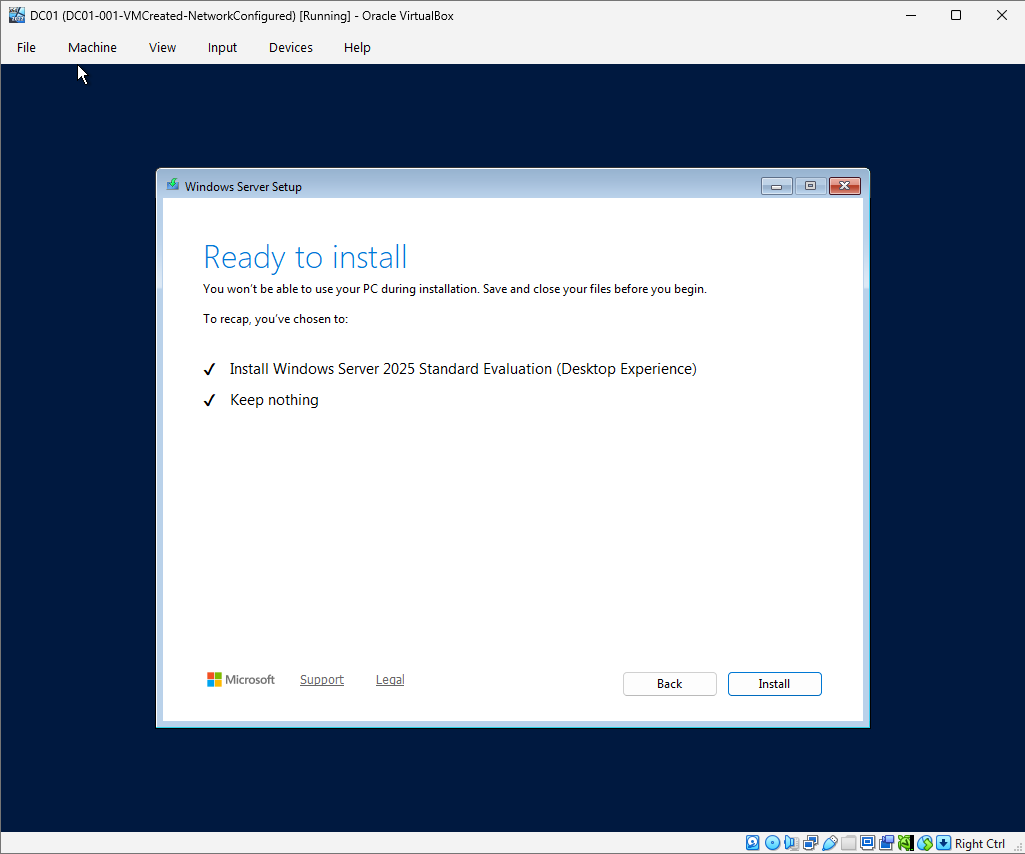 DC01 (DC01-001-VMCreated-NetworkConfigured) [Running] - Oracle VirtualBox
File Machine View Input Devices Help
Windows Server Setup
Ready to install
You won't be able to use your PC during installation. Save and close your files before you begin.
To recap, you've chosen to:
Install Windows Server 2025 Standard Evaluation (Desktop Experience)
Keep nothing
Microsoft Support Legal Back Install
Right Ctrl